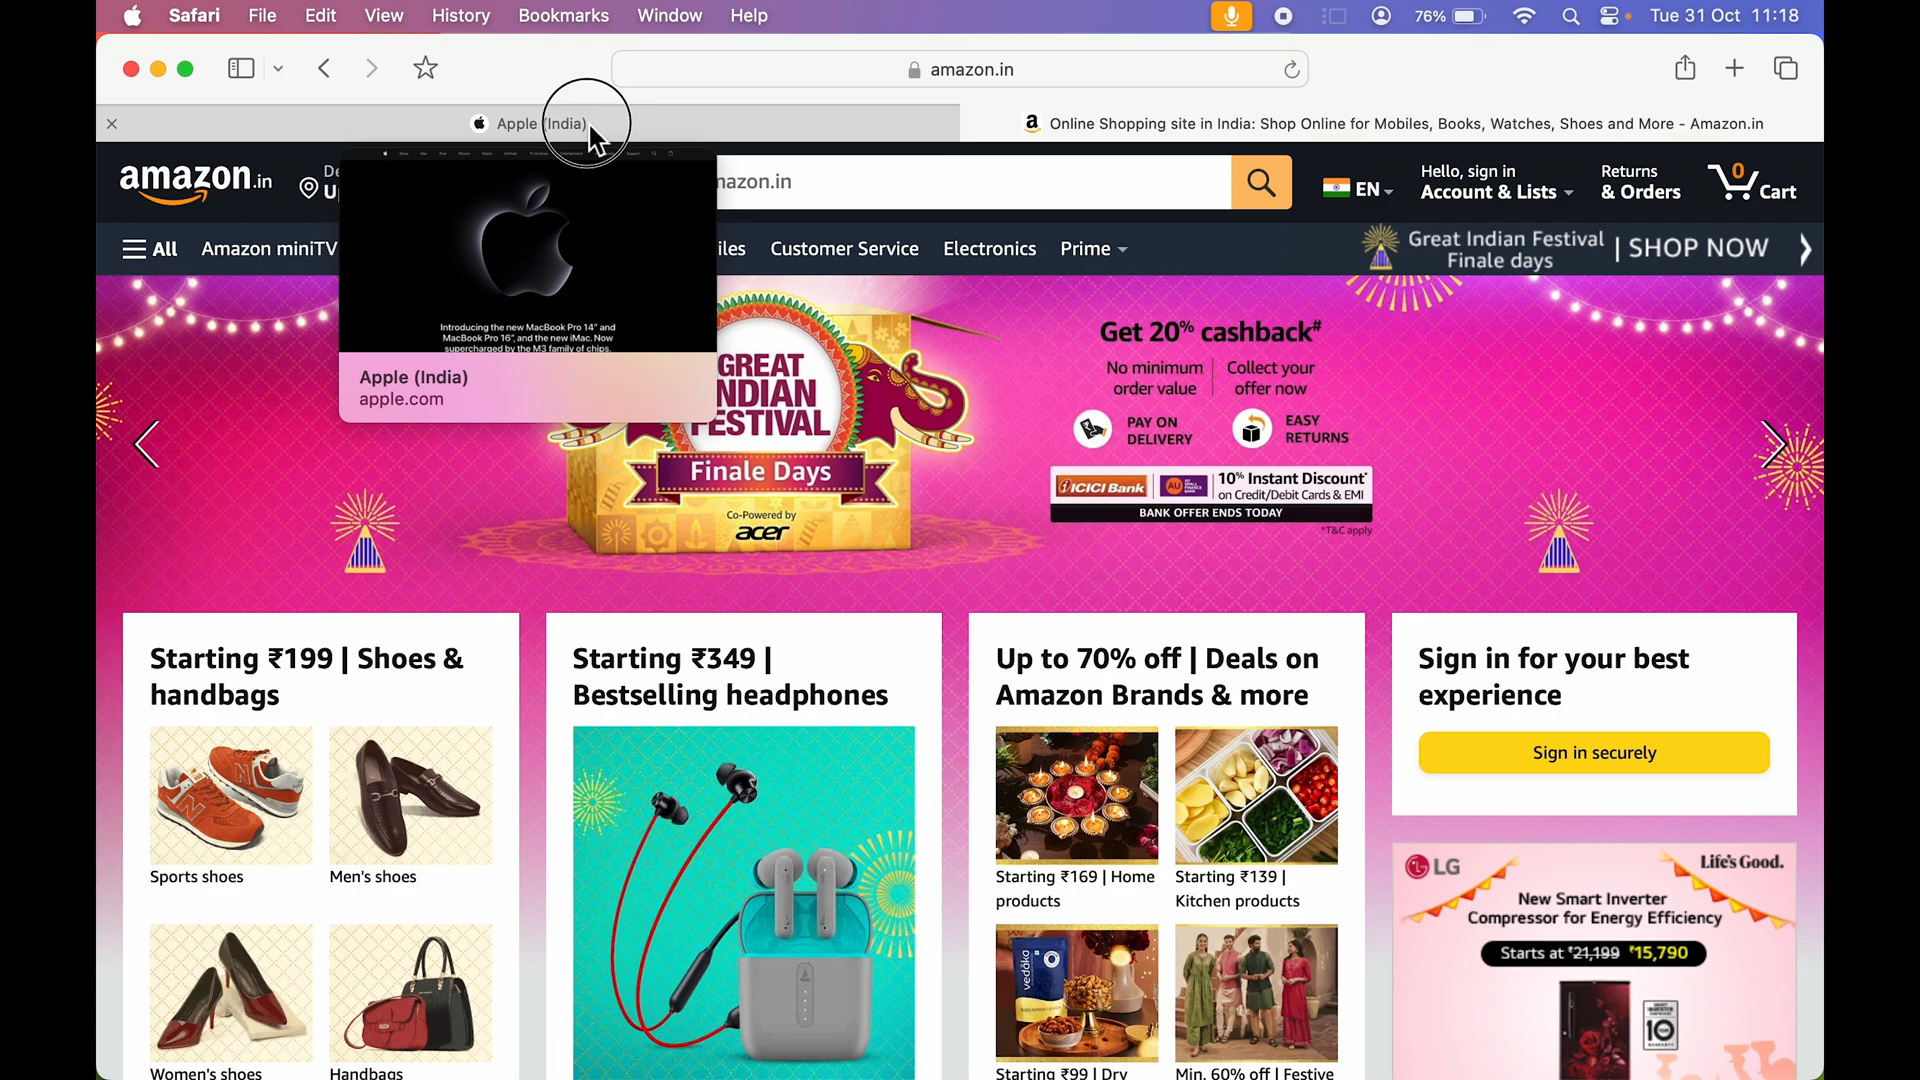 Safari File Edit View History Bookmarks Window Help 76% Tue 31 Oct 11:18
amazon.in
Apple (India)
a Online Shopping site in India: Shop Online for Mobiles, Books, Watches, Shoes and More - Amazon.in
amazon.in
De
U
mazon.in
EN
Hello, sign in
Account & Lists
Returns
& Orders
0
Cart
All Amazon miniTV
iles Customer Service Electronics Prime
Great Indian Festival
Finale days
| SHOP NOW
Introducing the new MacBook Pro 14" and
MacBook Pro 16", and the new iMac. Now
supercharged by the M3 family of chips.
Apple (India)
apple.com
GREAT
INDIAN
FESTIVAL
Finale Days
Co-Powered by
acer
Get 20% cashback#
No minimum
order value
Collect your
offer now
PAY ON
DELIVERY
EASY
RETURNS
ICICI Bank
AU
10% Instant Discount*
on Credit/Debit Cards & EMI
BANK OFFER ENDS TODAY
*T&C apply
Starting ₹199 | Shoes &
handbags
Sports shoes
Men's shoes
Women's shoes
Handbags
Starting ₹349 |
Bestselling headphones
Up to 70% off | Deals on
Amazon Brands & more
Starting ₹169 | Home
products
Starting ₹139 |
Kitchen products
vedaka
Starting ₹99 | Dry
Min. 60% off | Festive
Sign in for your best
experience
Sign in securely
LG
Life's Good.
New Smart Inverter
Compressor for Energy Efficiency
Starts at ₹21,199 ₹15,790
10